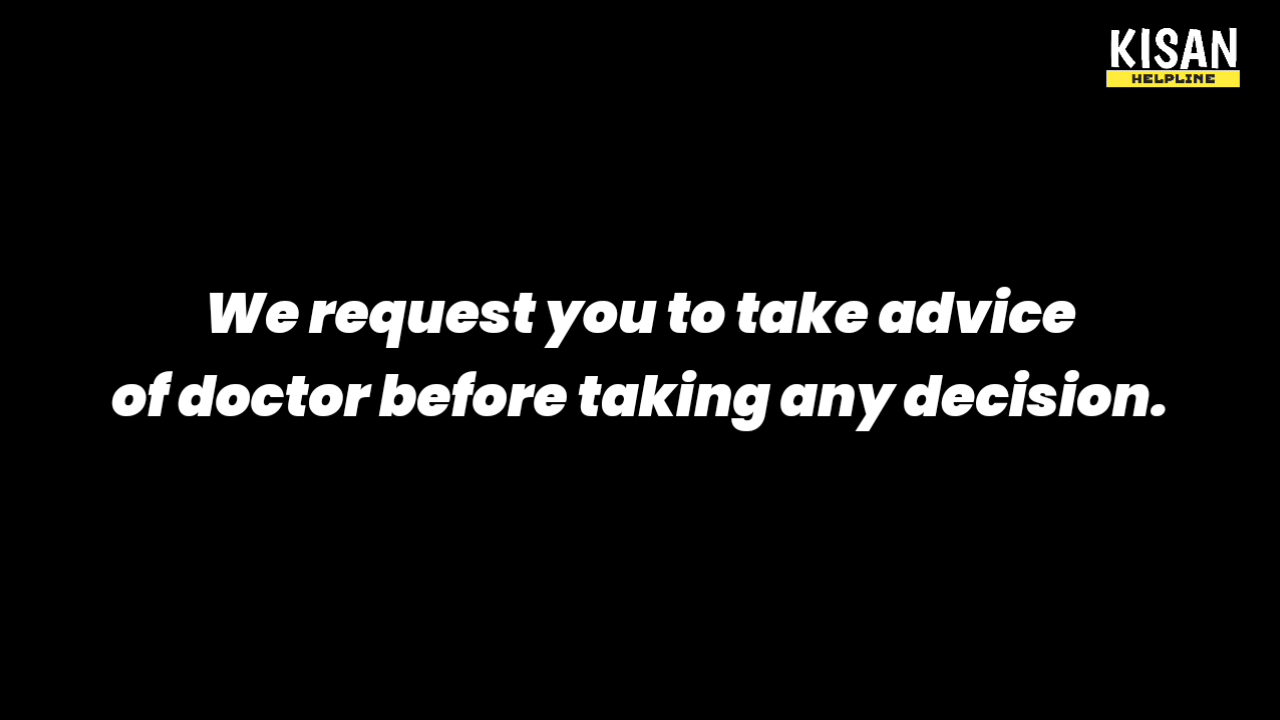 KISAN
HELPLINE
We request you to take advice
of doctor before taking any decision.